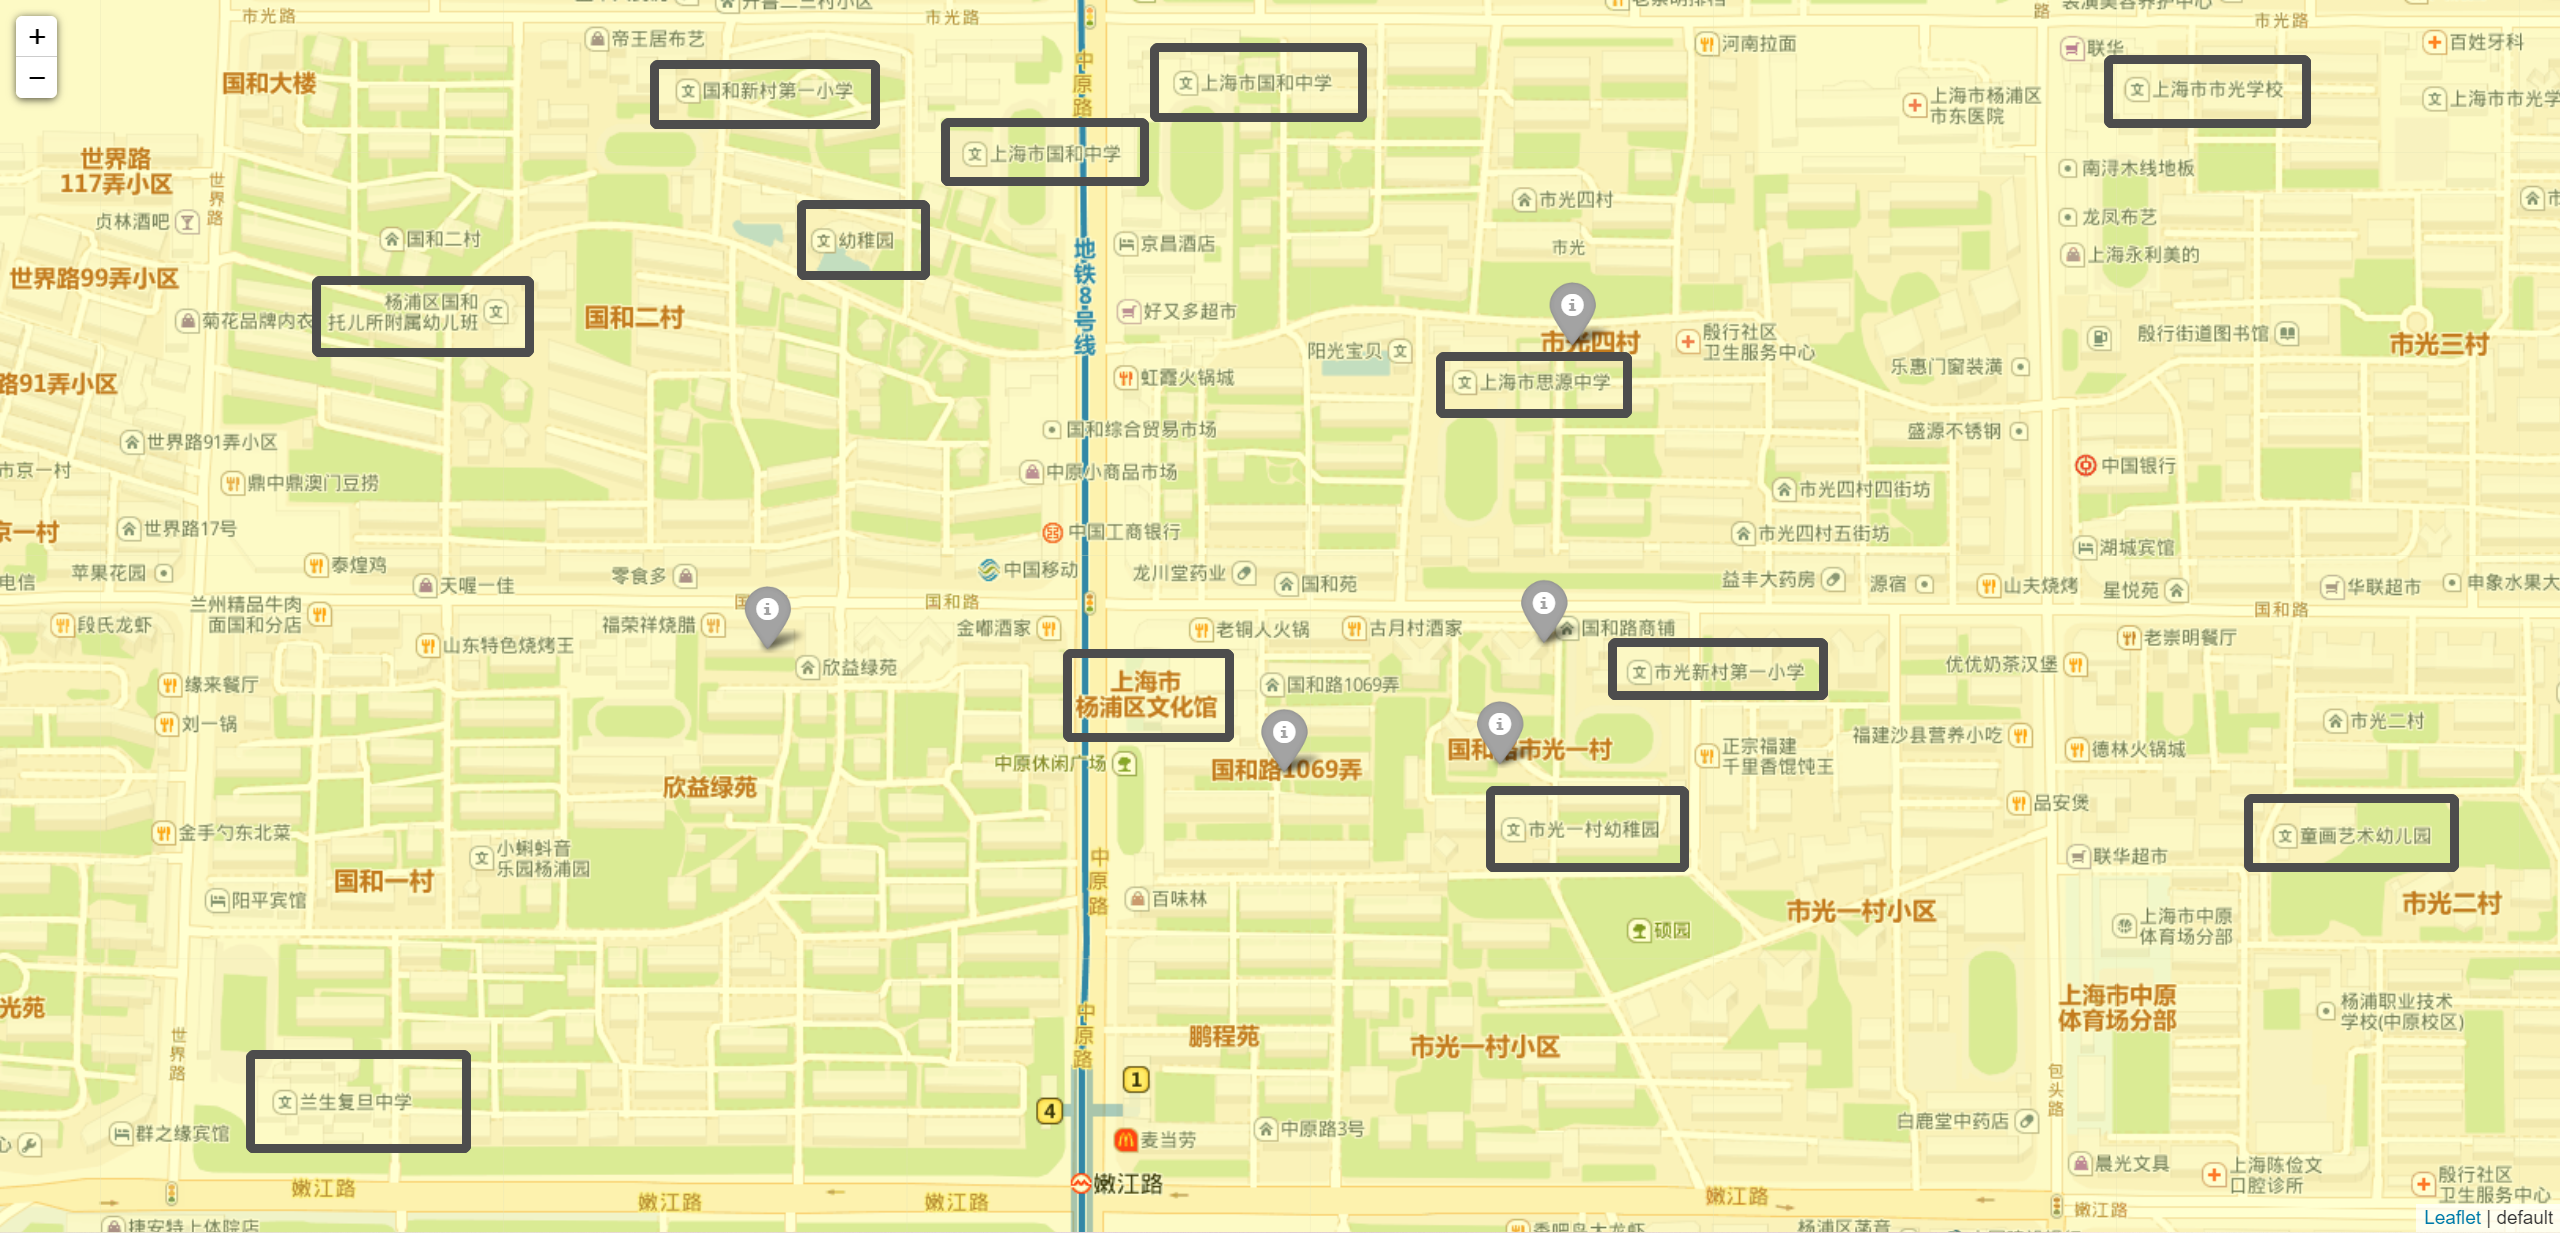 +
−
市光路
市光路
路
市光路
帝王居布艺
河南拉面
联华
百姓牙科
国和大楼
国和新村第一小学
中原路
上海市国和中学
上海市杨浦区
市东医院
上海市市光学校
上海市市光学
世界路
117弄小区
上海市国和中学
南浔木线地板
世界路
贞林酒吧
国和二村
幼稚园
京昌酒店
市光四村
市光
龙凤布艺
上海永利美的
世界路99弄小区
地铁8号线
杨浦区国和
托儿所附属幼儿班
菊花品牌内衣
国和二村
好又多超市
阳光宝贝
市光四村
殷行社区
卫生服务中心
殷行街道图书馆
市光三村
路91弄小区
虹霞火锅城
上海市思源中学
乐惠门窗装潢
世界路91弄小区
国和综合贸易市场
盛源不锈钢
市京一村
鼎中鼎澳门豆捞
中原小商品市场
中国银行
市光四村四街坊
京一村
世界路17号
中国工商银行
市光四村五街坊
湖城宾馆
电信
苹果花园
泰煌鸡
天喔一佳
零食多
中国移动
龙川堂药业
国和苑
益丰大药房
源宿
山夫烧烤
星悦苑
华联超市
申象水果大
兰州精品牛肉
面国和分店
国和路
国和路
段氏龙虾
山东特色烧烤王
福荣祥烧腊
金嘟酒家
老铜人火锅
古月村酒家
国和路商铺
老崇明餐厅
欣益绿苑
缘来餐厅
上海市
杨浦区文化馆
国和路1069弄
市光新村第一小学
优优奶茶汉堡
刘一锅
中原休闲广场
国和路1069弄
市光一村
正宗福建
千里香馄饨王
福建沙县营养小吃
市光二村
德林火锅城
欣益绿苑
金手勺东北菜
小蝌蚪音
乐园杨浦园
市光一村幼稚园
品安煲
童画艺术幼儿园
国和一村
阳平宾馆
中原路
百味林
联华超市
市光一村小区
市光二村
硕园
上海市中原
体育场分部
光苑
世界路
中原路
鹏程苑
市光一村小区
上海市中原
体育场分部
杨浦职业技术
学校(中原校区)
包头路
兰生复旦中学
1
4
群之缘宾馆
麦当劳
中原路3号
白鹿堂中药店
晨光文具
上海陈俭文
口腔诊所
殷行社区
卫生服务中心
嫩江路
嫩江路
嫩江路
嫩江路
嫩江路
嫩江路
捷安特上体院店
Leaflet | default